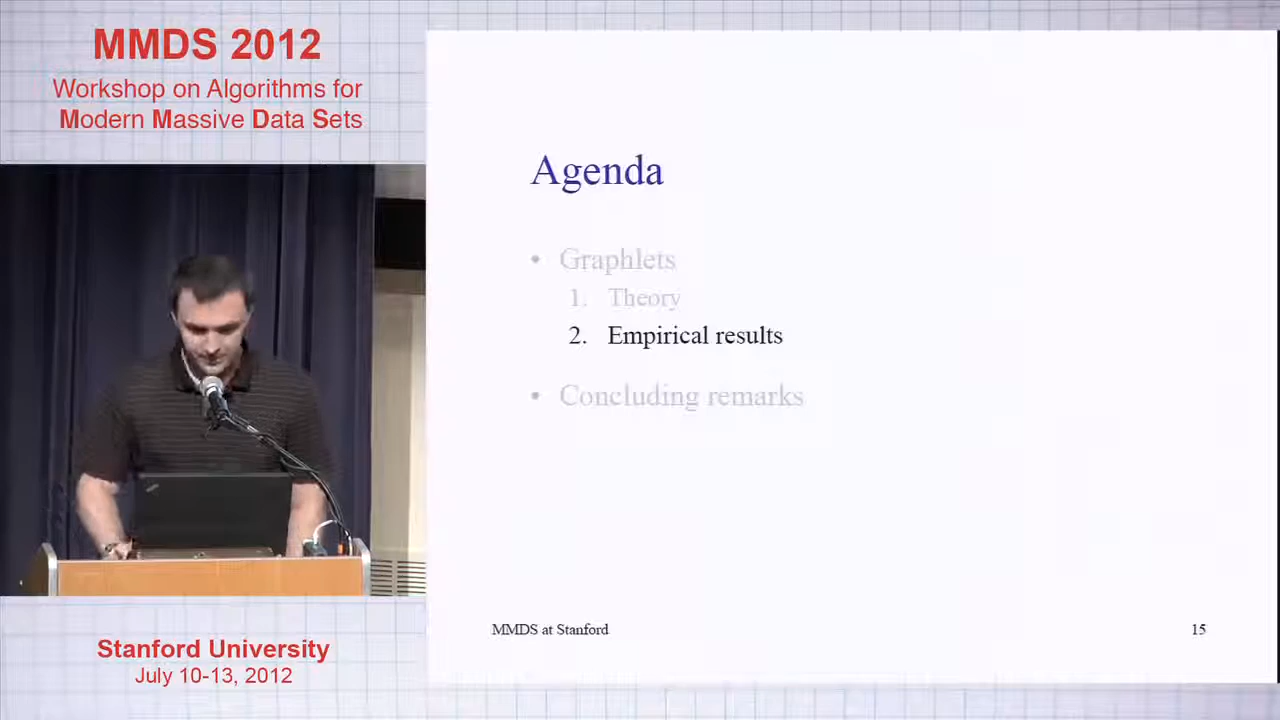 MMDS 2012
Workshop on Algorithms for
Modern Massive Data Sets
Agenda
• Graphlets
1. Theory
2. Empirical results
• Concluding remarks
MMDS at Stanford
15
Stanford University
July 10-13, 2012